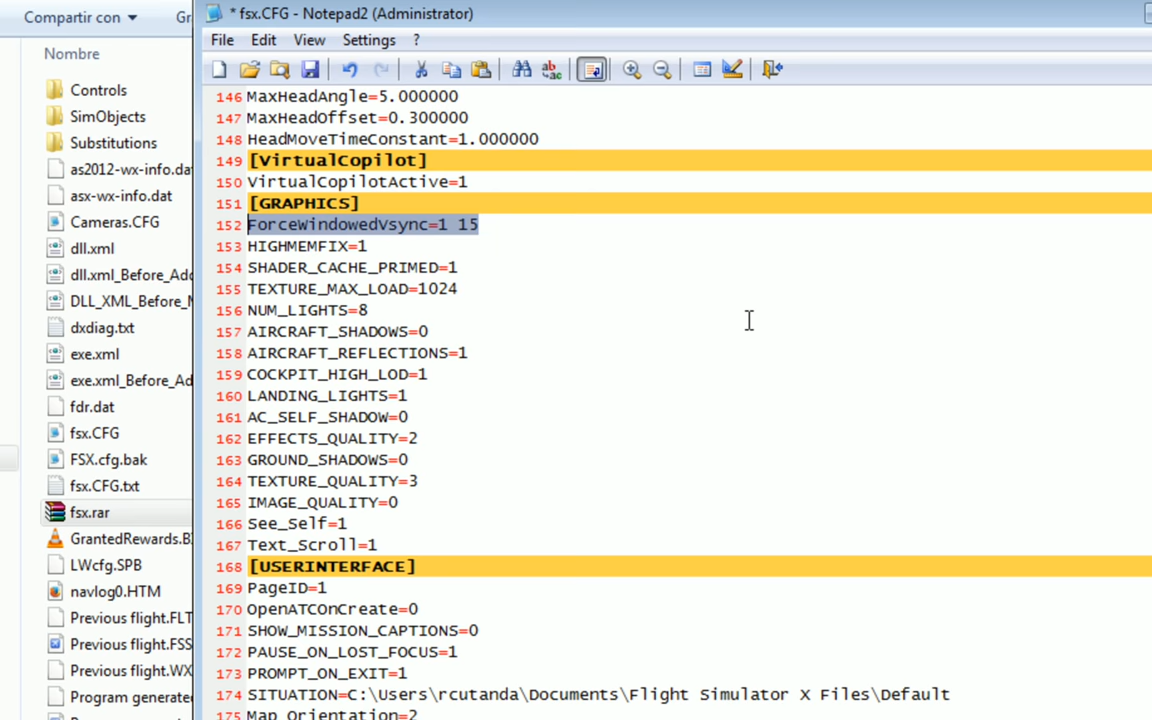 Compartir con
Gr
Nombre
Controls
SimObjects
Substitutions
as2012-wx-info.dat
asx-wx-info.dat
Cameras.CFG
dll.xml
dll.xml_Before_Add
DLL_XML_Before_N
dxdiag.txt
exe.xml
exe.xml_Before_Ad
fdr.dat
fsx.CFG
FSX.cfg.bak
fsx.CFG.txt
fsx.rar
GrantedRewards.B
LWcfg.SPB
navlog0.HTM
Previous flight.FLT
Previous flight.FSS
Previous flight.WX
Program generate
* fsx.CFG - Notepad2 (Administrator)
File Edit View Settings ?
146 MaxHeadAngle=5.000000
147 MaxHeadOffset=0.300000
148 HeadMoveTimeConstant=1.000000
149 [VirtualCopilot]
150 VirtualCopilotActive=1
151 [GRAPHICS]
152 ForceWindowedVsync=1 15
153 HIGHMEMFIX=1
154 SHADER_CACHE_PRIMED=1
155 TEXTURE_MAX_LOAD=1024
156 NUM_LIGHTS=8
157 AIRCRAFT_SHADOWS=0
158 AIRCRAFT_REFLECTIONS=1
159 COCKPIT_HIGH_LOD=1
160 LANDING_LIGHTS=1
161 AC_SELF_SHADOW=0
162 EFFECTS_QUALITY=2
163 GROUND_SHADOWS=0
164 TEXTURE_QUALITY=3
165 IMAGE_QUALITY=0
166 See_Self=1
167 Text_Scroll=1
168 [USERINTERFACE]
169 PageID=1
170 OpenATCOnCreate=0
171 SHOW_MISSION_CAPTIONS=0
172 PAUSE_ON_LOST_FOCUS=1
173 PROMPT_ON_EXIT=1
174 SITUATION=C:\Users\rcutanda\Documents\Flight Simulator X Files\Default
175 Map_Orientation=2